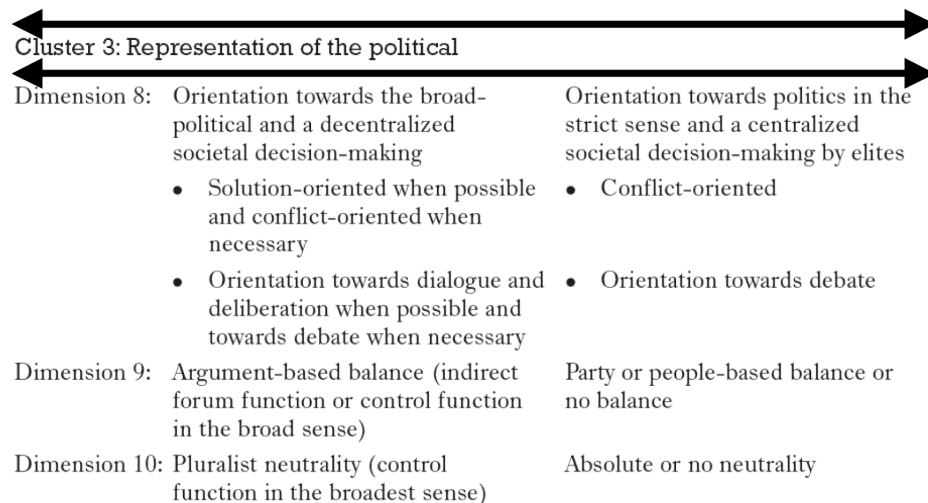 Cluster 3: Representation of the political
Dimension 8: Orientation towards the broad- Orientation towards politics in the
political and a decentralized strict sense and a centralized
societal decision-making societal decision-making by elites
• Solution-oriented when possible • Conflict-oriented
and conflict-oriented when
necessary
• Orientation towards dialogue and • Orientation towards debate
deliberation when possible and
towards debate when necessary
Dimension 9: Argument-based balance (indirect Party or people-based balance or
forum function or control function no balance
in the broad sense)
Dimension 10: Pluralist neutrality (control Absolute or no neutrality
function in the broadest sense)